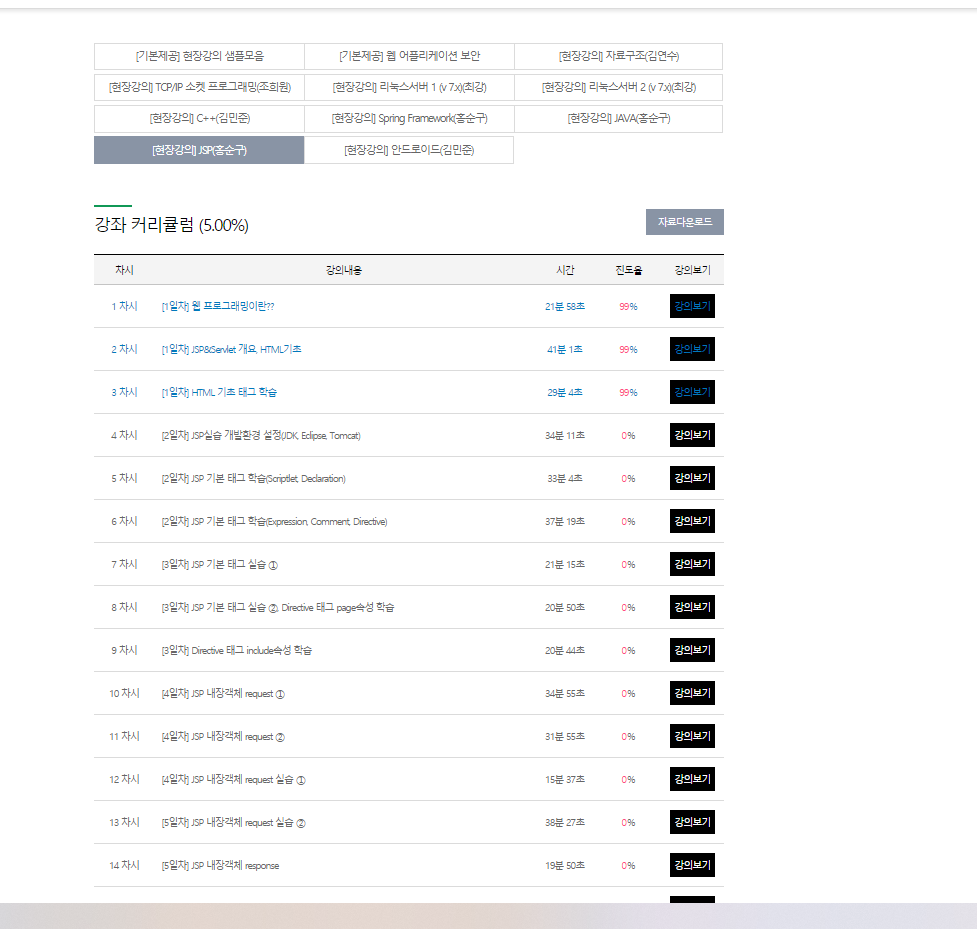 [기본제공] 현장강의 샘플모음 [기본제공] 웹 어플리케이션 보안 [현장강의] 자료구조(김연수)
[현장강의] TCP/IP 소켓 프로그래밍(조희원) [현장강의] 리눅스서버 1 (v 7.x)(최강) [현장강의] 리눅스서버 2 (v 7.x)(최강)
[현장강의] C++(김민준) [현장강의] Spring Framework(홍순구) [현장강의] JAVA(홍순구)
[현장강의] JSP(홍순구) [현장강의] 안드로이드(김민준)
강좌 커리큘럼 (5.00%) 자료다운로드
차시 강의내용 시간 진도율 강의보기
1 차시 [1일차] 웹 프로그래밍이란?? 21분 58초 99% 강의보기
2 차시 [1일차] JSP&Servlet 개요, HTML기초 41분 1초 99% 강의보기
3 차시 [1일차] HTML 기초 태그 학습 29분 4초 99% 강의보기
4 차시 [2일차] JSP실습 개발환경 설정(JDK, Eclipse, Tomcat) 34분 11초 0% 강의보기
5 차시 [2일차] JSP 기본 태그 학습(Scriptlet, Declaration) 33분 4초 0% 강의보기
6 차시 [2일차] JSP 기본 태그 학습(Expression, Comment, Directive) 37분 19초 0% 강의보기
7 차시 [3일차] JSP 기본 태그 실습 ① 21분 15초 0% 강의보기
8 차시 [3일차] JSP 기본 태그 실습 ②, Directive 태그 page속성 학습 20분 50초 0% 강의보기
9 차시 [3일차] Directive 태그 include속성 학습 20분 44초 0% 강의보기
10 차시 [4일차] JSP 내장객체 request ① 34분 55초 0% 강의보기
11 차시 [4일차] JSP 내장객체 request ② 31분 55초 0% 강의보기
12 차시 [4일차] JSP 내장객체 request 실습 ① 15분 37초 0% 강의보기
13 차시 [5일차] JSP 내장객체 request 실습 ② 38분 27초 0% 강의보기
14 차시 [5일차] JSP 내장객체 response 19분 50초 0% 강의보기